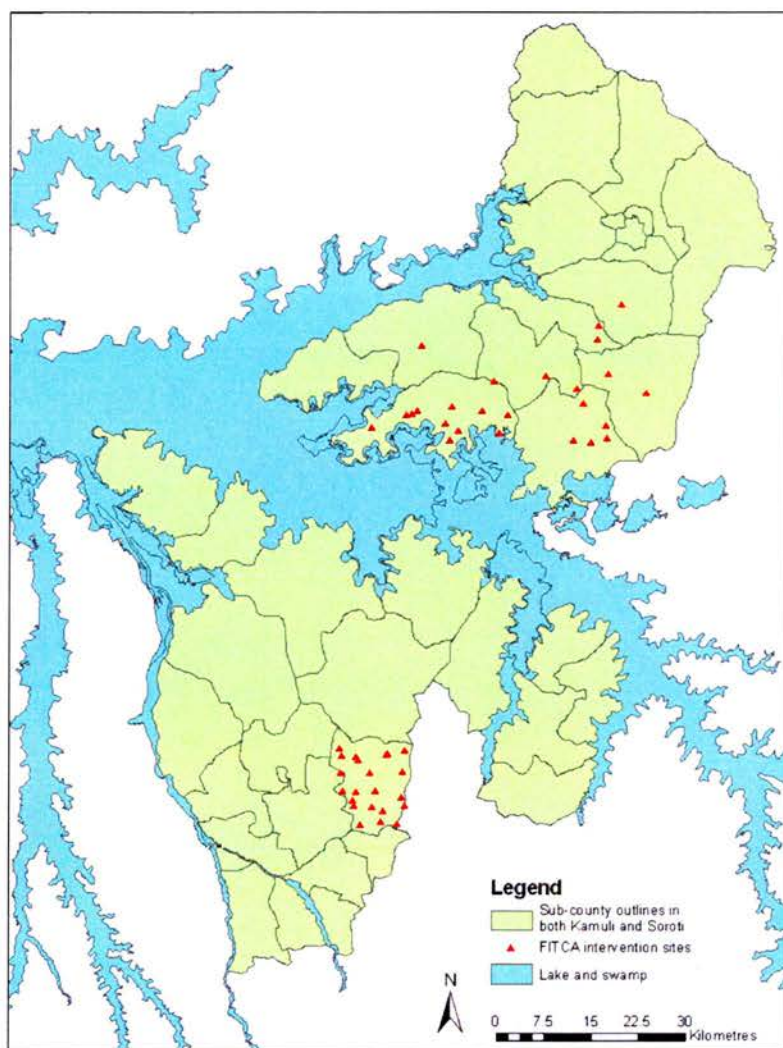 Legend
Sub-county outlines in
both Kamuli and Soroti
FITCA intervention sites
Lake and swamp
N
0 7.5 15 22.5 30
Kilometres